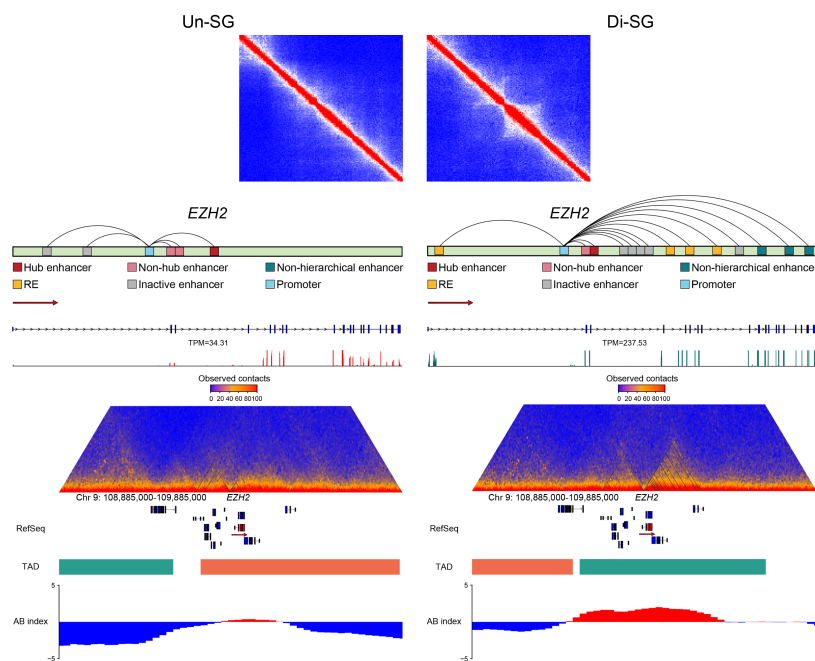 Un-SG
Di-SG
EZH2
EZH2
Hub enhancer
Non-hub enhancer
Non-hierarchical enhancer
RE
Inactive enhancer
Promoter
Hub enhancer
Non-hub enhancer
Non-hierarchical enhance
RE
Inactive enhancer
Promoter
TPM=34.31
TPM=237.53
Observed contacts
0 20 40 60 80100
Observed contacts
0 20 40 60 80100
Chr 9: 108,885,000-109,885,000
EZH2
Chr 9: 108,885,000-109,885,000
EZH2
RefSeq
RefSeq
TAD
TAD
5
AB index
−5
5
AB index
−5